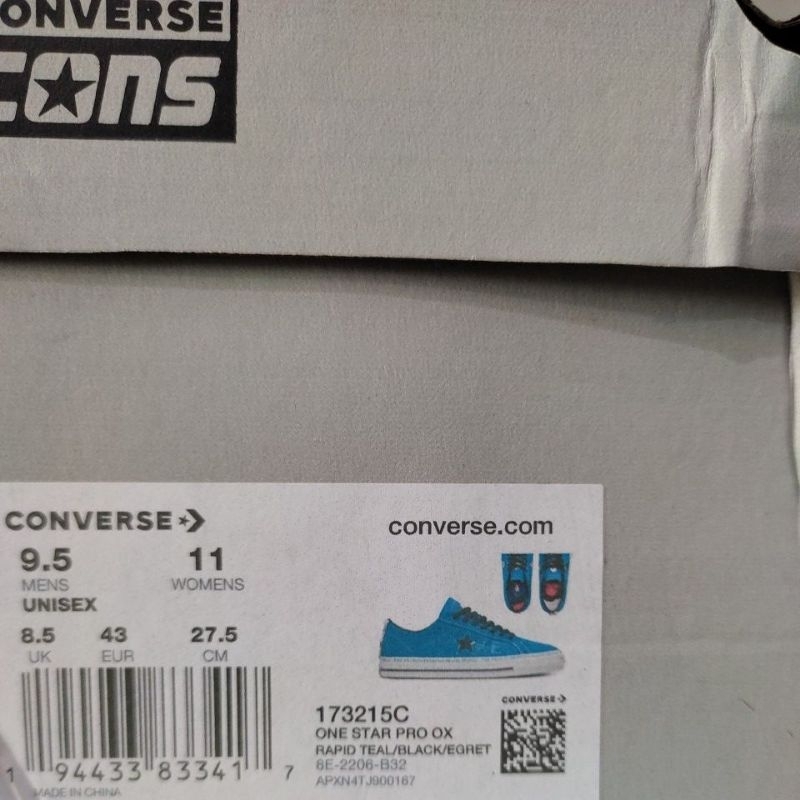 ONVERSE
CONS
CONVERSE
converse.com
9.5 11
MENS WOMENS
UNISEX
8.5 43 27.5
UK EUR CM
CONVERSE
173215C
ONE STAR PRO OX
RAPID TEAL/BLACK/EGRET
8E-2206-B32
APXN4TJ900167
1 94433 83341 7
MADE IN CHINA